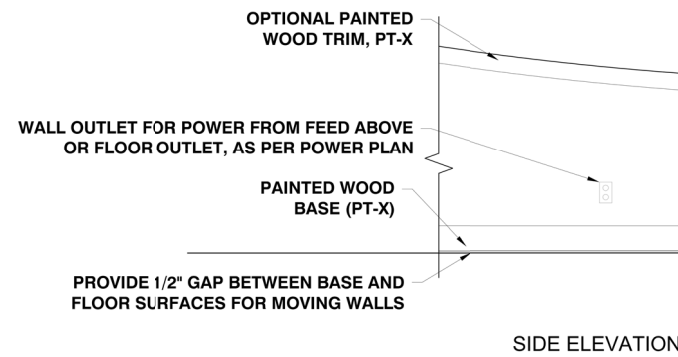 OPTIONAL PAINTED
WOOD TRIM, PT-X
WALL OUTLET FOR POWER FROM FEED ABOVE
OR FLOOR OUTLET, AS PER POWER PLAN
PAINTED WOOD
BASE (PT-X)
PROVIDE 1/2" GAP BETWEEN BASE AND
FLOOR SURFACES FOR MOVING WALLS
SIDE ELEVATION